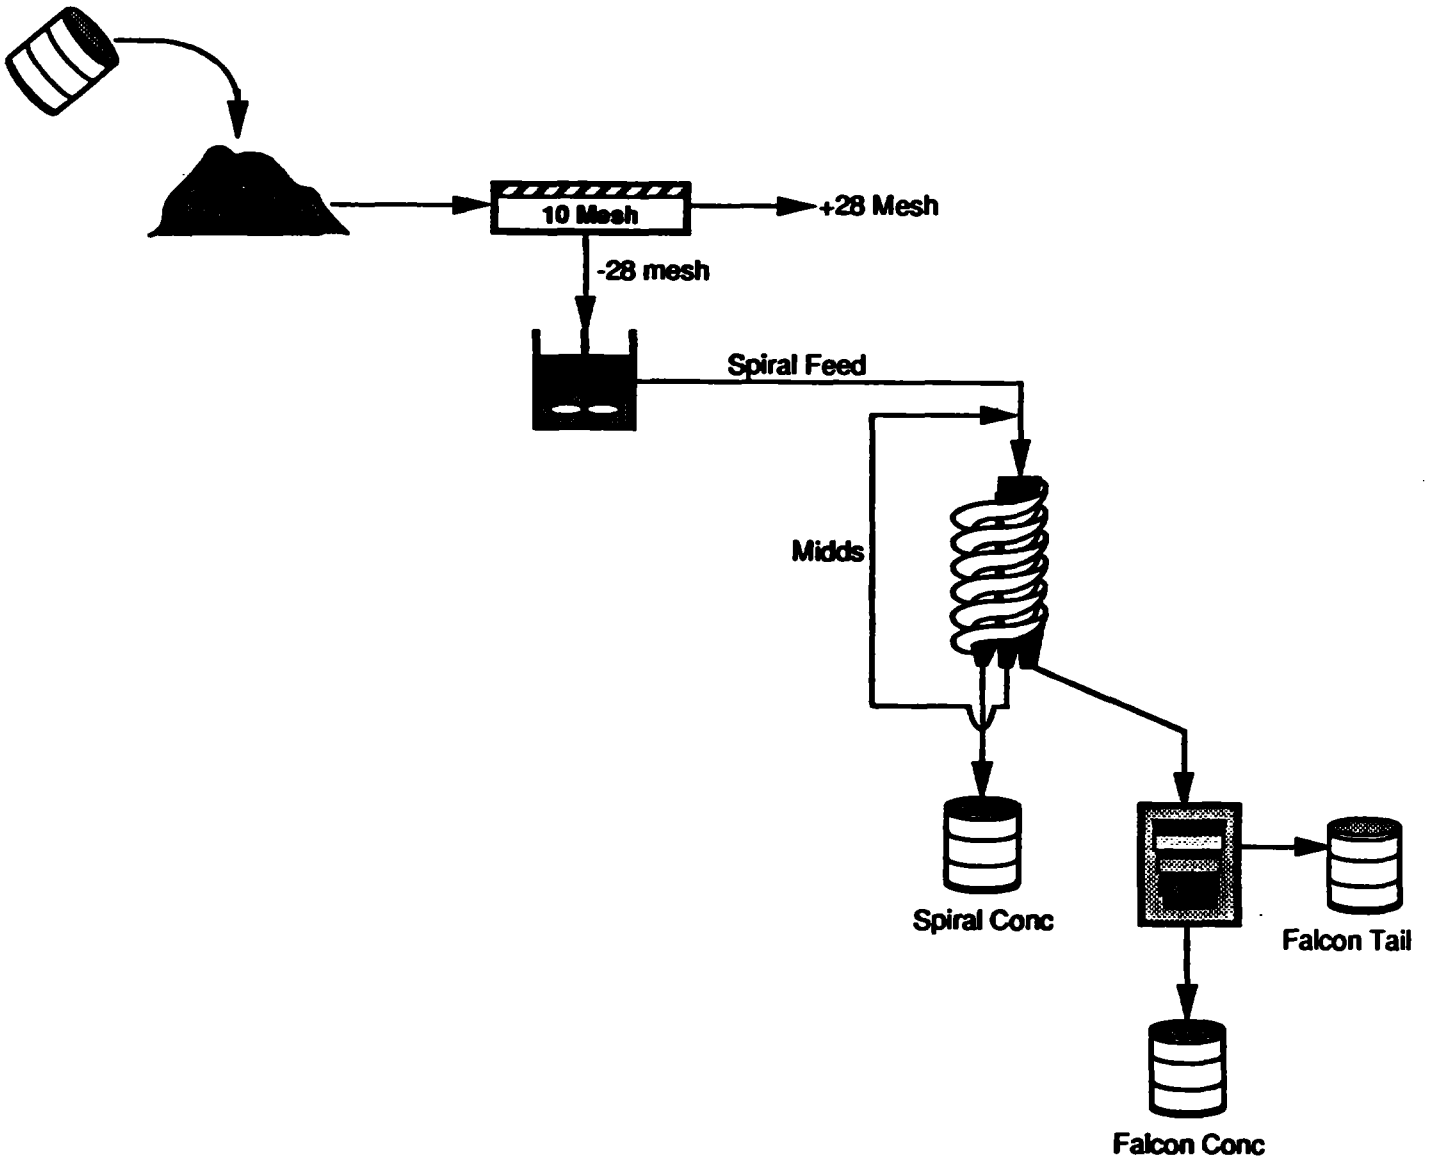 10 Mesh
+28 Mesh
-28 mesh
Spiral Feed
Midds
Spiral Conc
Falcon Tail
Falcon Conc